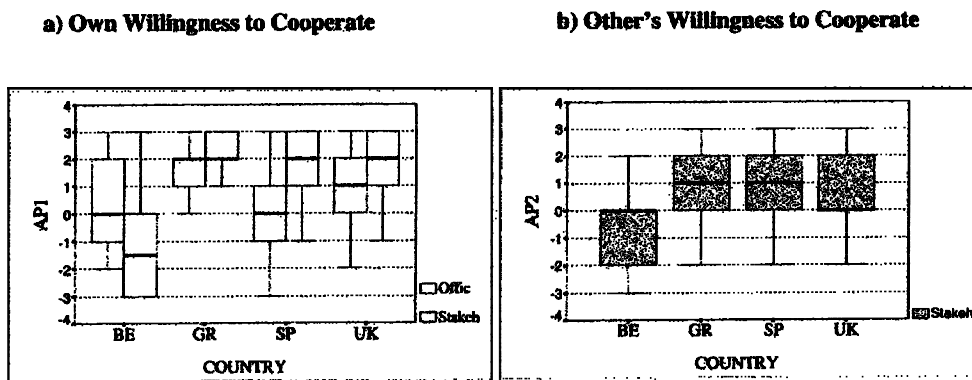 a) Own Willingness to Cooperate
b) Other's Willingness to Cooperate
4
3
2
1
0
-1
-2
-3
-4
AP1
BE GR SP UK
COUNTRY
Offic
Stakeh
4
3
2
1
0
-1
-2
-3
-4
AP2
BE GR SP UK
COUNTRY
Stakeh